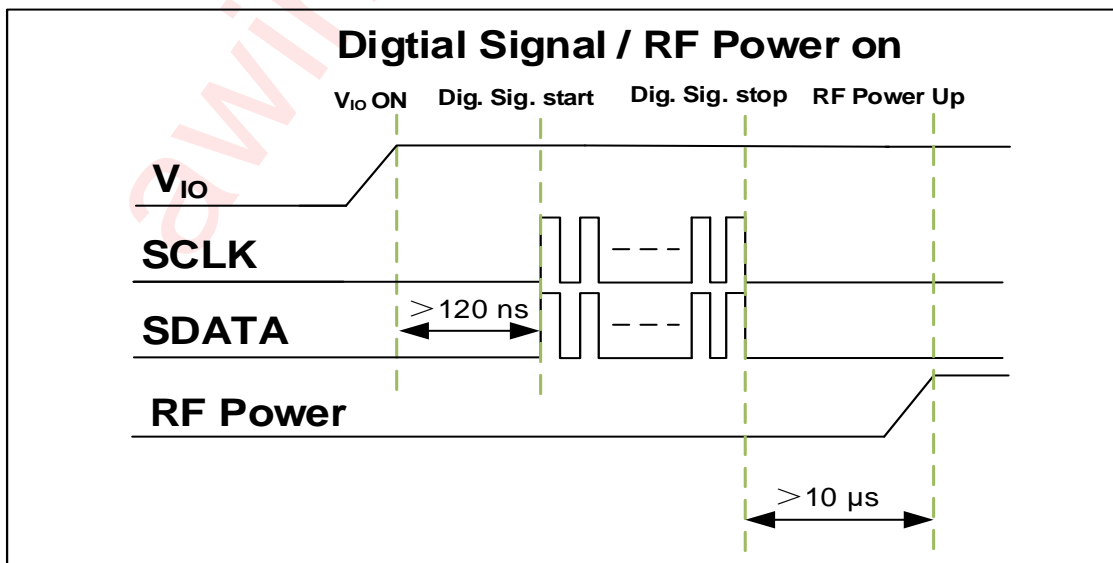 Digtial Signal / RF Power on
VIO ON Dig. Sig. start Dig. Sig. stop RF Power Up
VIO
SCLK
>120 ns
SDATA
RF Power
>10 µs